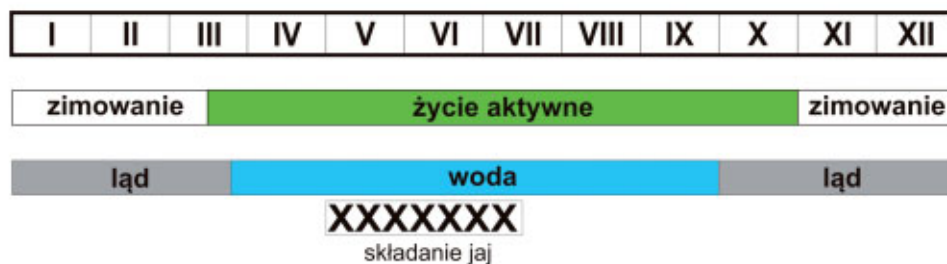 I II III IV V VI VII VIII IX X XI XII
zimowanie życie aktywne zimowanie
ląd woda ląd
XXXXXXX
składanie jaj